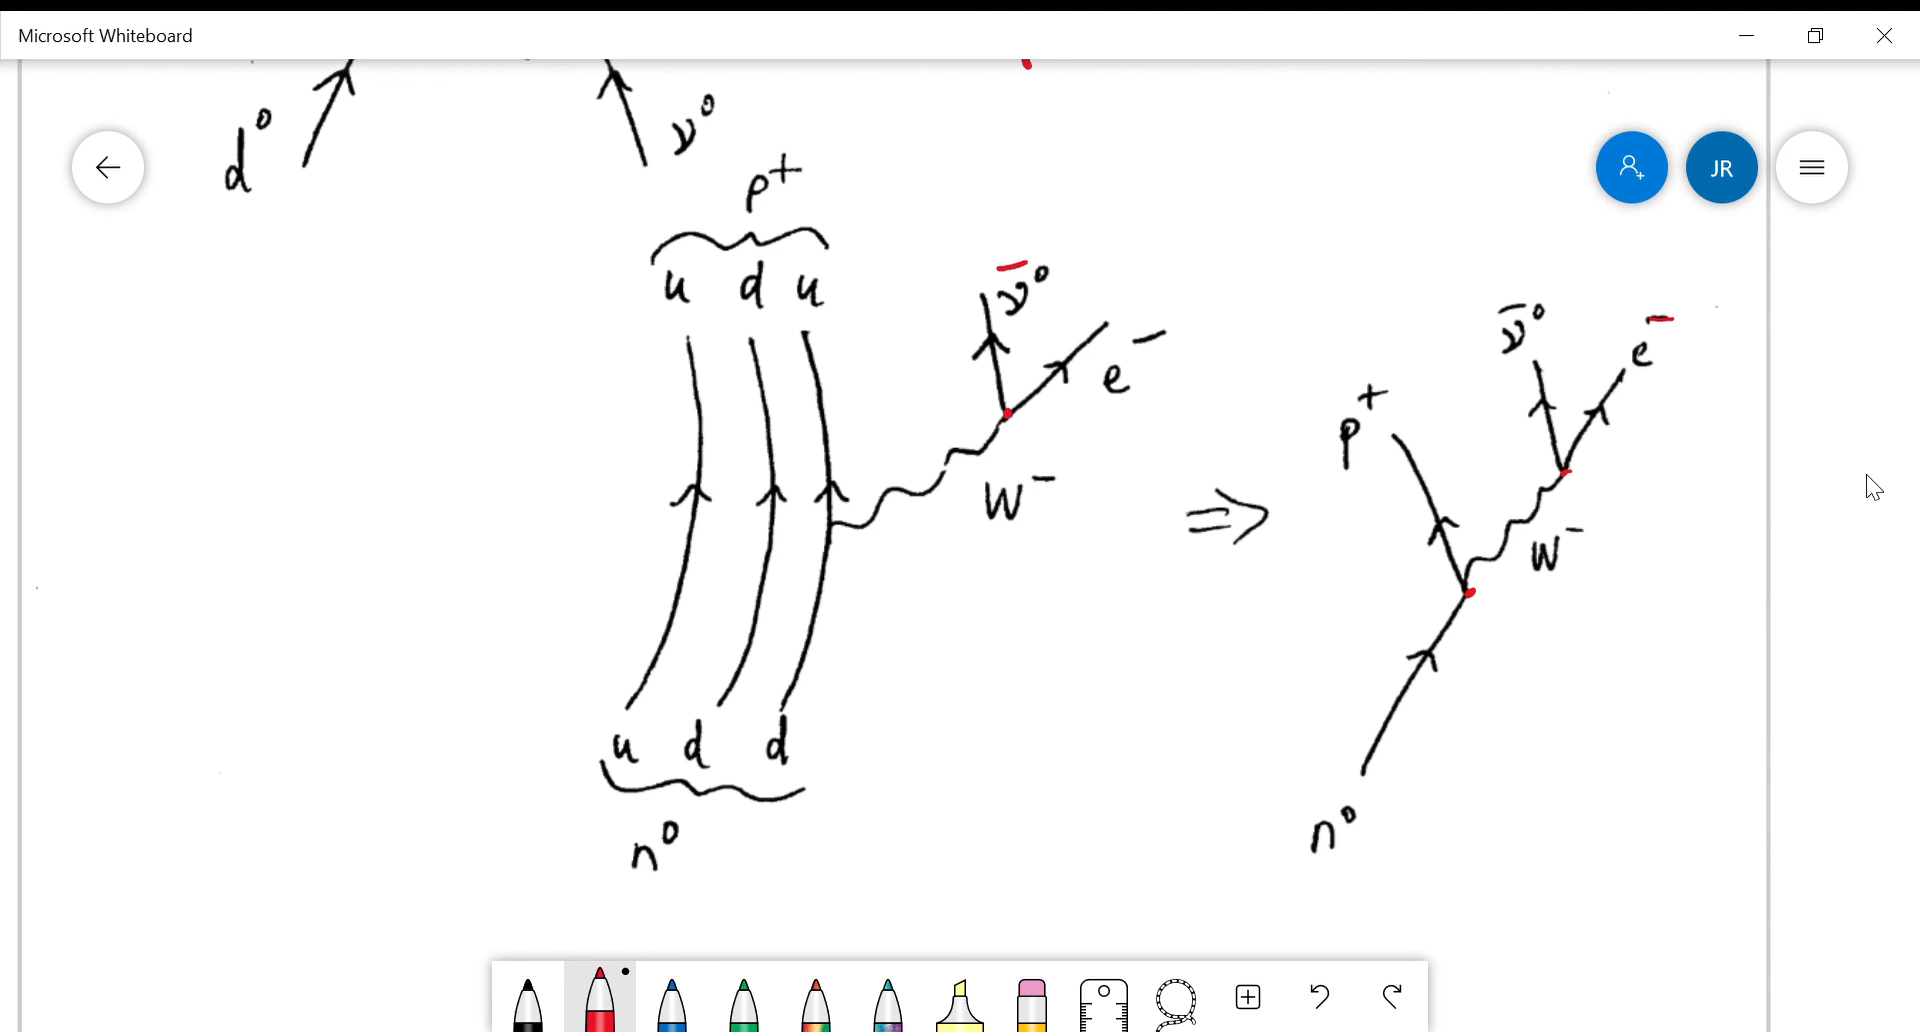 Microsoft Whiteboard
d⁰
ν⁰
JR
p⁺
u d u
ν̄⁰
e⁻
W⁻
u d d
n⁰
⇒
ν̄⁰
e⁻
p⁺
W⁻
n⁰